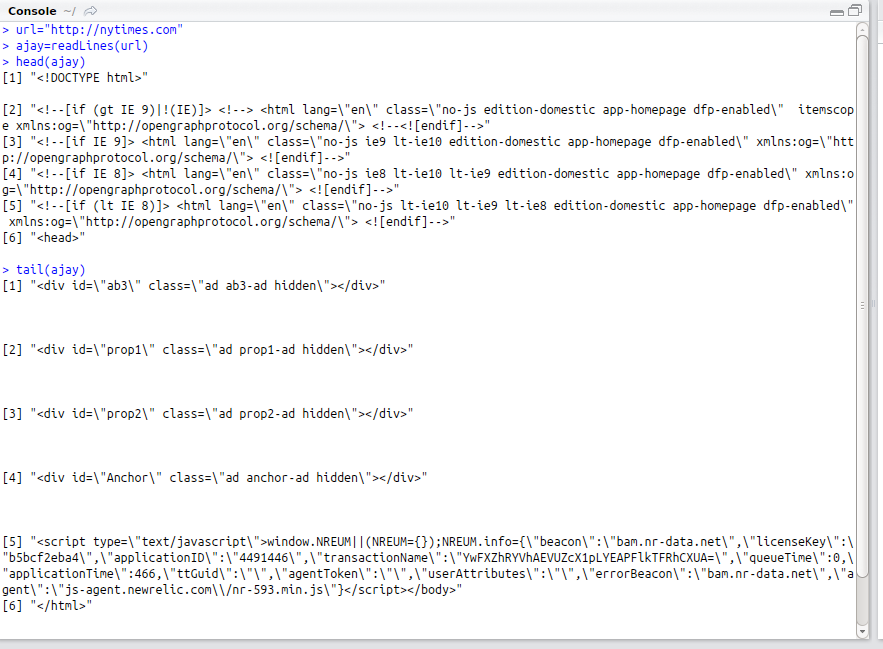 Console ~/
> url="http://nytimes.com"
> ajay=readLines(url)
> head(ajay)
[1] "<!DOCTYPE html>"
[2] "<!--[if (gt IE 9)|!(IE)]> <!--> <html lang=\"en\" class=\"no-js edition-domestic app-homepage dfp-enabled\"  itemscop
e xmlns:og=\"http://opengraphprotocol.org/schema/\"> <!--<![endif]-->"
[3] "<!--[if IE 9]> <html lang=\"en\" class=\"no-js ie9 lt-ie10 edition-domestic app-homepage dfp-enabled\" xmlns:og=\"htt
p://opengraphprotocol.org/schema/\"> <![endif]-->"
[4] "<!--[if IE 8]> <html lang=\"en\" class=\"no-js ie8 lt-ie10 lt-ie9 edition-domestic app-homepage dfp-enabled\" xmlns:o
g=\"http://opengraphprotocol.org/schema/\"> <![endif]-->"
[5] "<!--[if (lt IE 8)]> <html lang=\"en\" class=\"no-js lt-ie10 lt-ie9 lt-ie8 edition-domestic app-homepage dfp-enabled\"
 xmlns:og=\"http://opengraphprotocol.org/schema/\"> <![endif]-->"
[6] "<head>"
> tail(ajay)
[1] "<div id=\"ab3\" class=\"ad ab3-ad hidden\"></div>"
[2] "<div id=\"prop1\" class=\"ad prop1-ad hidden\"></div>"
[3] "<div id=\"prop2\" class=\"ad prop2-ad hidden\"></div>"
[4] "<div id=\"Anchor\" class=\"ad anchor-ad hidden\"></div>"
[5] "<script type=\"text/javascript\">window.NREUM||(NREUM={});NREUM.info={\"beacon\":\"bam.nr-data.net\",\"licenseKey\":\
"b5bcf2eba4\",\"applicationID\":\"4491446\",\"transactionName\":\"YwFXZhRYVhAEVUZcX1pLYEAPFlkTFRhCXUA=\",\"queueTime\":0,\
"applicationTime\":466,\"ttGuid\":\"\",\"agentToken\":\"\",\"userAttributes\":\"\",\"errorBeacon\":\"bam.nr-data.net\",\"a
gent\":\"js-agent.newrelic.com\\/nr-593.min.js\"}</script></body>"
[6] "</html>"